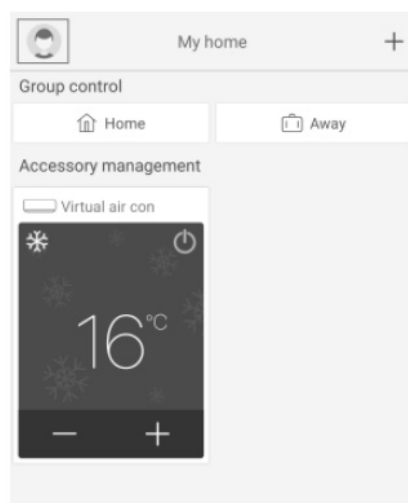 My home
Group control
Home
Away
Accessory management
Virtual air con
16°C